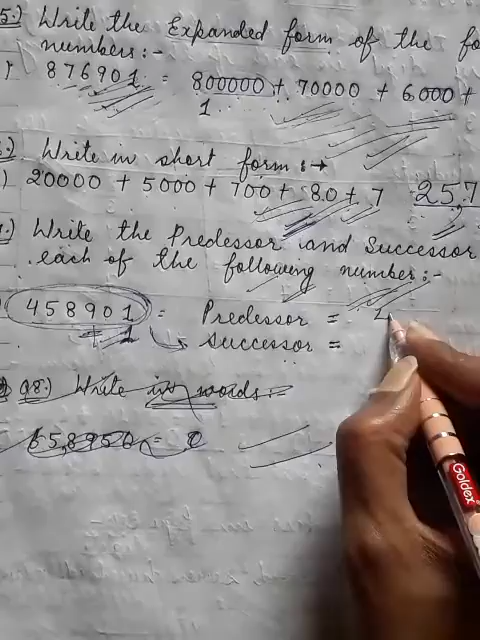 5.) Write the Expanded form of the fo
numbers:-
876901 = 800000 + 70000 + 6000 +
1
Write in short form :→
20000 + 5000 + 700 + 80 + 7 25,7
Write the Predessor and Successor
each of the following number:-
458901 = Predessor =
+ 1 Successor =
Q8:) Write in words:-
65,8950 =
Goldex